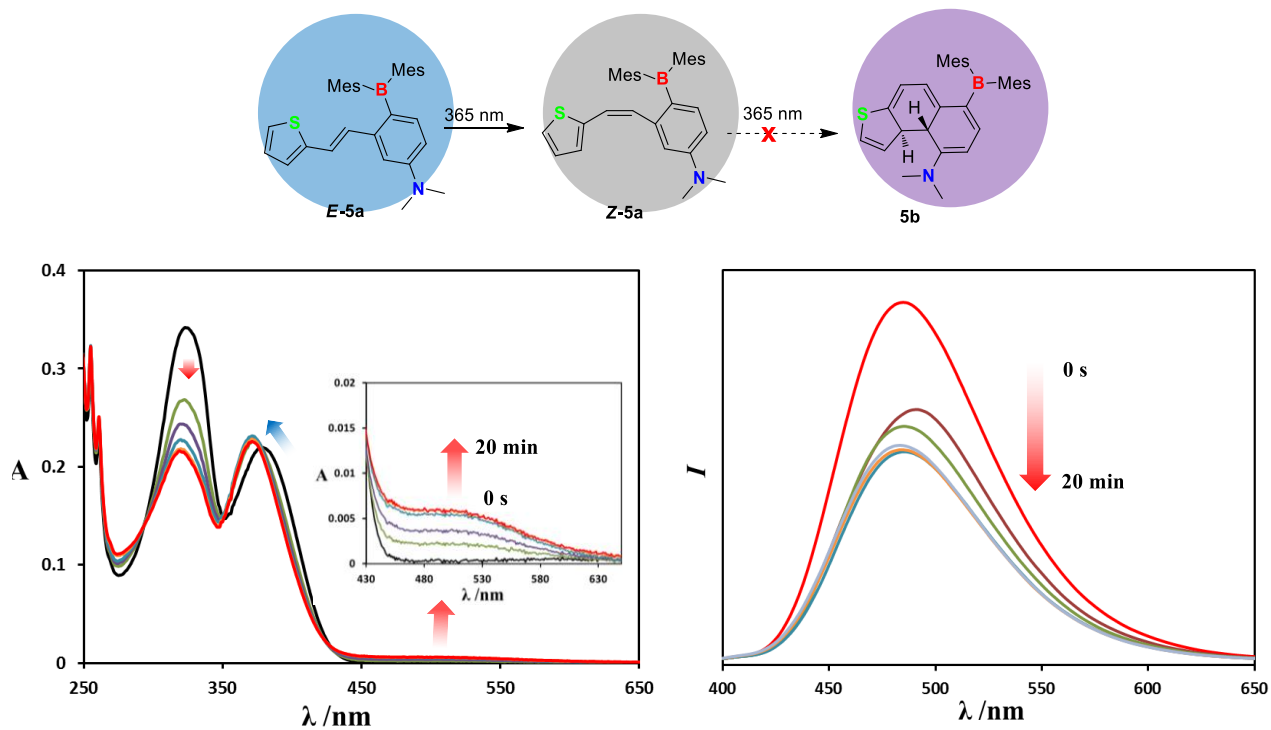 Mes Mes
B
S
N
E-5a
365 nm
Mes Mes
B
S
N
Z-5a
365 nm
X
Mes
B
Mes
S
H
H
N
5b
0.4
0.3
0.2
0.1
0
A
250 350 450 550 650
λ /nm
0.02
0.015
0.01
0.005
0
A
430 480 530 580 630
λ /nm
20 min
0 s
I
0 s
20 min
400 450 500 550 600 650
λ /nm